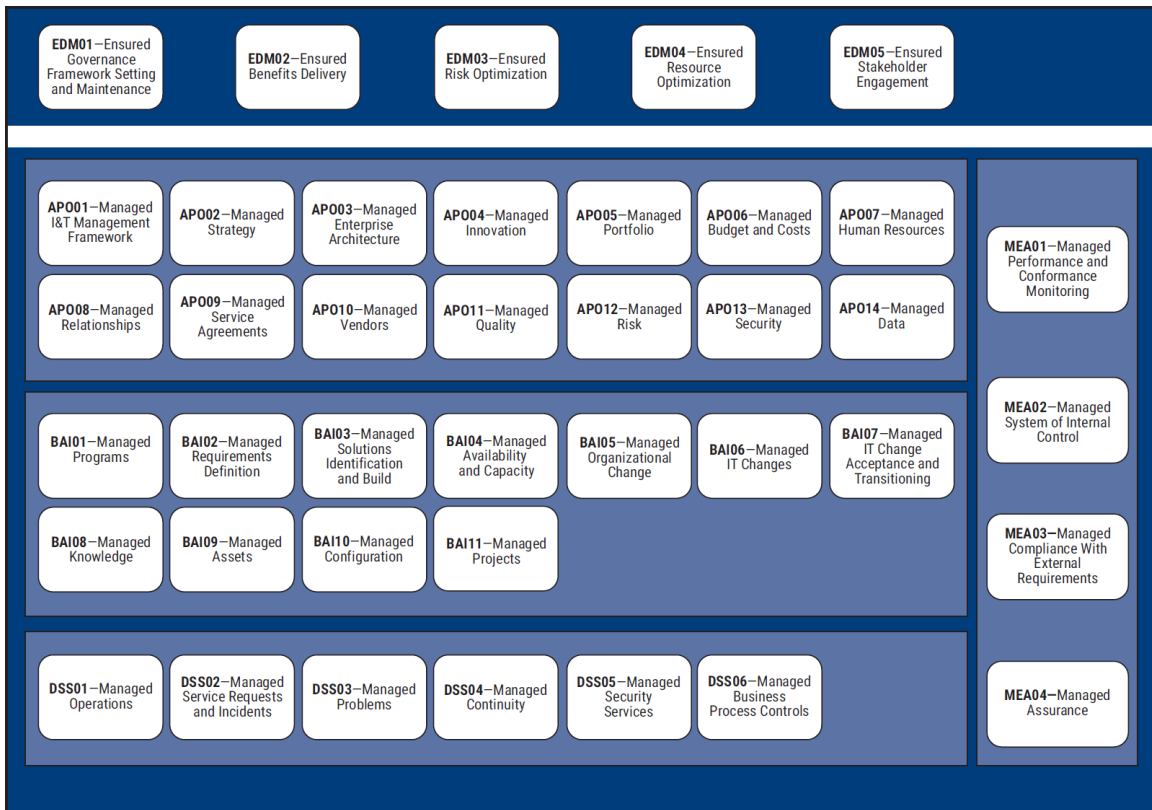 EDM01—Ensured
Governance
Framework Setting
and Maintenance
EDM02—Ensured
Benefits Delivery
EDM03—Ensured
Risk Optimization
EDM04—Ensured
Resource
Optimization
EDM05—Ensured
Stakeholder
Engagement
APO01—Managed
I&T Management
Framework
APO02—Managed
Strategy
APO03—Managed
Enterprise
Architecture
APO04—Managed
Innovation
APO05—Managed
Portfolio
APO06—Managed
Budget and Costs
APO07—Managed
Human Resources
APO08—Managed
Relationships
APO09—Managed
Service
Agreements
APO10—Managed
Vendors
APO11—Managed
Quality
APO12—Managed
Risk
APO13—Managed
Security
APO14—Managed
Data
BAI01—Managed
Programs
BAI02—Managed
Requirements
Definition
BAI03—Managed
Solutions
Identification
and Build
BAI04—Managed
Availability
and Capacity
BAI05—Managed
Organizational
Change
BAI06—Managed
IT Changes
BAI07—Managed
IT Change
Acceptance and
Transitioning
BAI08—Managed
Knowledge
BAI09—Managed
Assets
BAI10—Managed
Configuration
BAI11—Managed
Projects
DSS01—Managed
Operations
DSS02—Managed
Service Requests
and Incidents
DSS03—Managed
Problems
DSS04—Managed
Continuity
DSS05—Managed
Security
Services
DSS06—Managed
Business
Process Controls
MEA01—Managed
Performance and
Conformance
Monitoring
MEA02—Managed
System of Internal
Control
MEA03—Managed
Compliance With
External
Requirements
MEA04—Managed
Assurance